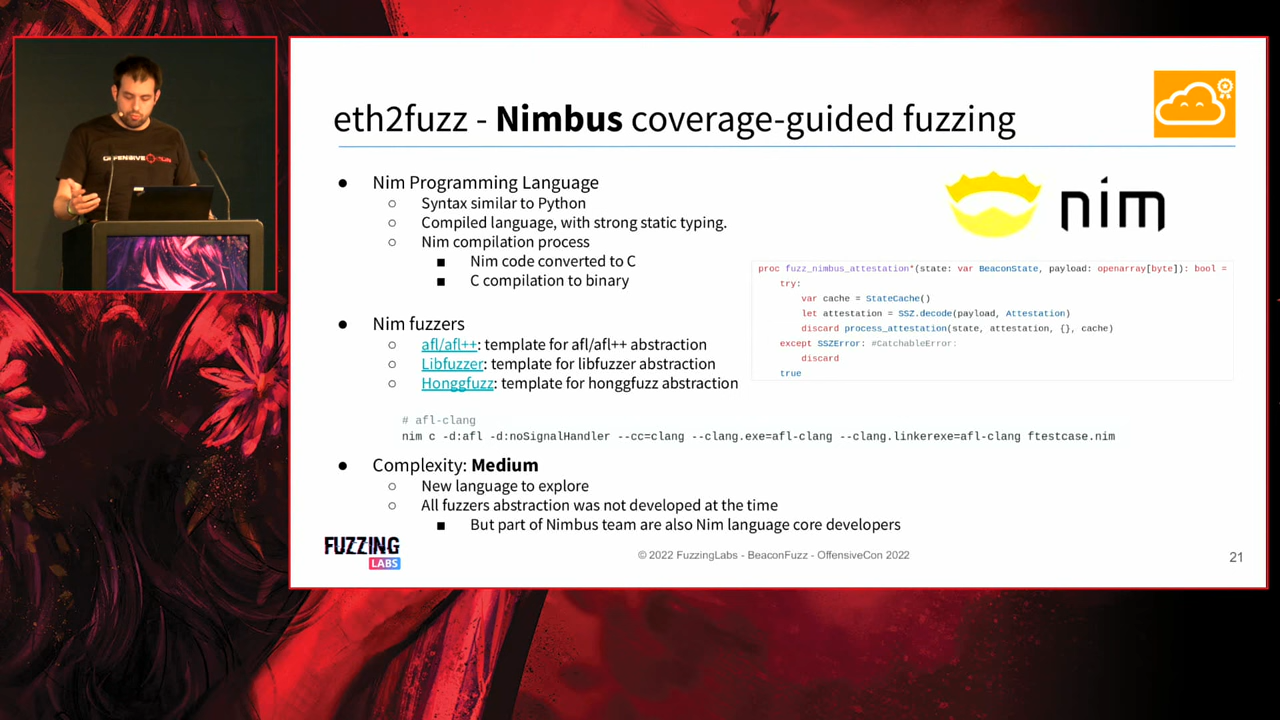 OFFENSIVE CON
eth2fuzz - Nimbus coverage-guided fuzzing
● Nim Programming Language
○ Syntax similar to Python
○ Compiled language, with strong static typing.
○ Nim compilation process
■ Nim code converted to C
■ C compilation to binary
nim
proc fuzz_nimbus_attestation*(state: var BeaconState, payload: openarray[byte]): bool =
try:
var cache = StateCache()
let attestation = SSZ.decode(payload, Attestation)
discard process_attestation(state, attestation, {}, cache)
except SSZError: #CatchableError:
discard
true
● Nim fuzzers
○ afl/afl++: template for afl/afl++ abstraction
○ Libfuzzer: template for libfuzzer abstraction
○ Honggfuzz: template for honggfuzz abstraction
# afl-clang
nim c -d:afl -d:noSignalHandler --cc=clang --clang.exe=afl-clang --clang.linkerexe=afl-clang ftestcase.nim
● Complexity: Medium
○ New language to explore
○ All fuzzers abstraction was not developed at the time
■ But part of Nimbus team are also Nim language core developers
FUZZING
LABS
© 2022 FuzzingLabs - BeaconFuzz - OffensiveCon 2022
21